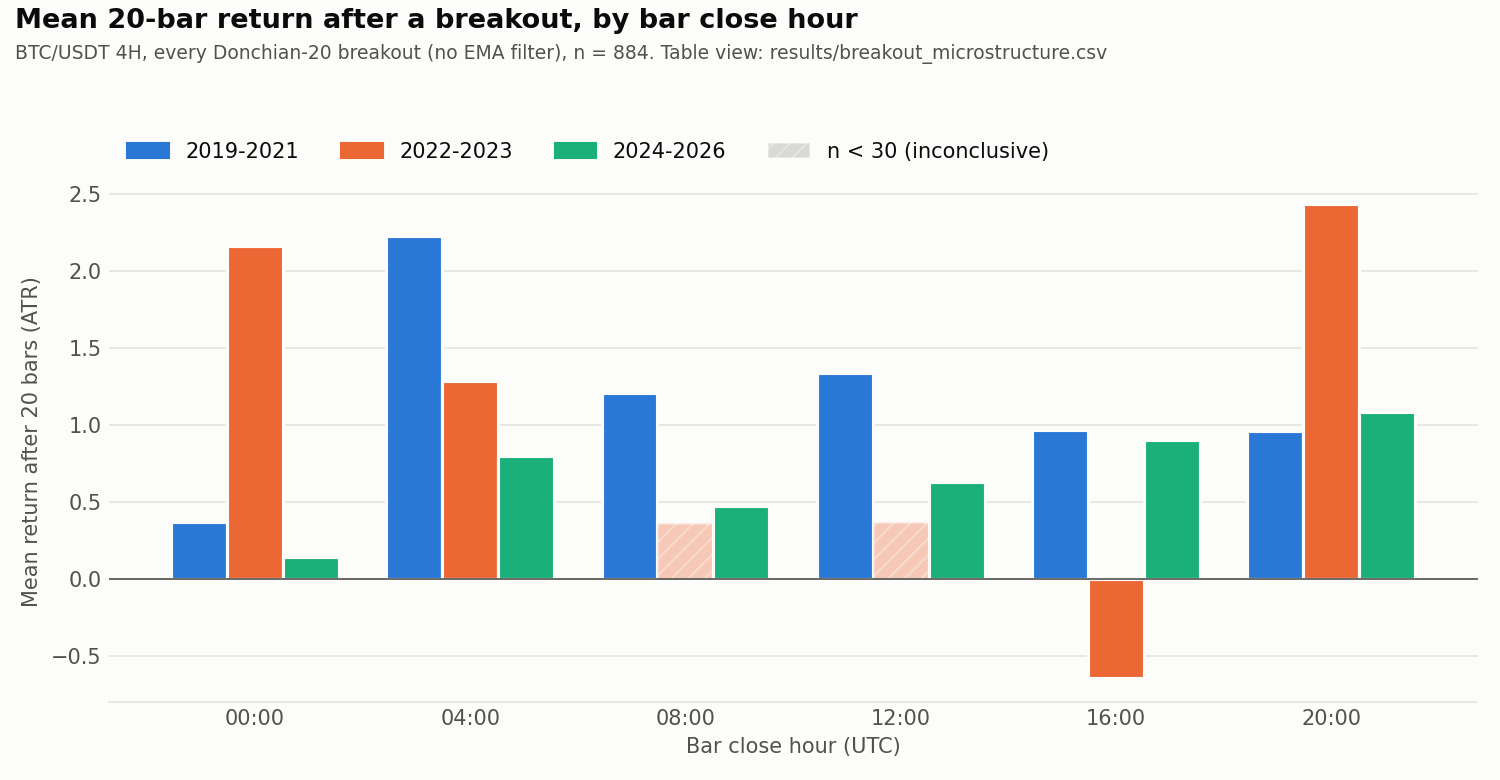 Mean 20-bar return after a breakout, by bar close hour
BTC/USDT 4H, every Donchian-20 breakout (no EMA filter), n = 884. Table view: results/breakout_microstructure.csv
2019-2021 2022-2023 2024-2026 n < 30 (inconclusive)
Mean return after 20 bars (ATR)
2.5
2.0
1.5
1.0
0.5
0.0
−0.5
00:00 04:00 08:00 12:00 16:00 20:00
Bar close hour (UTC)